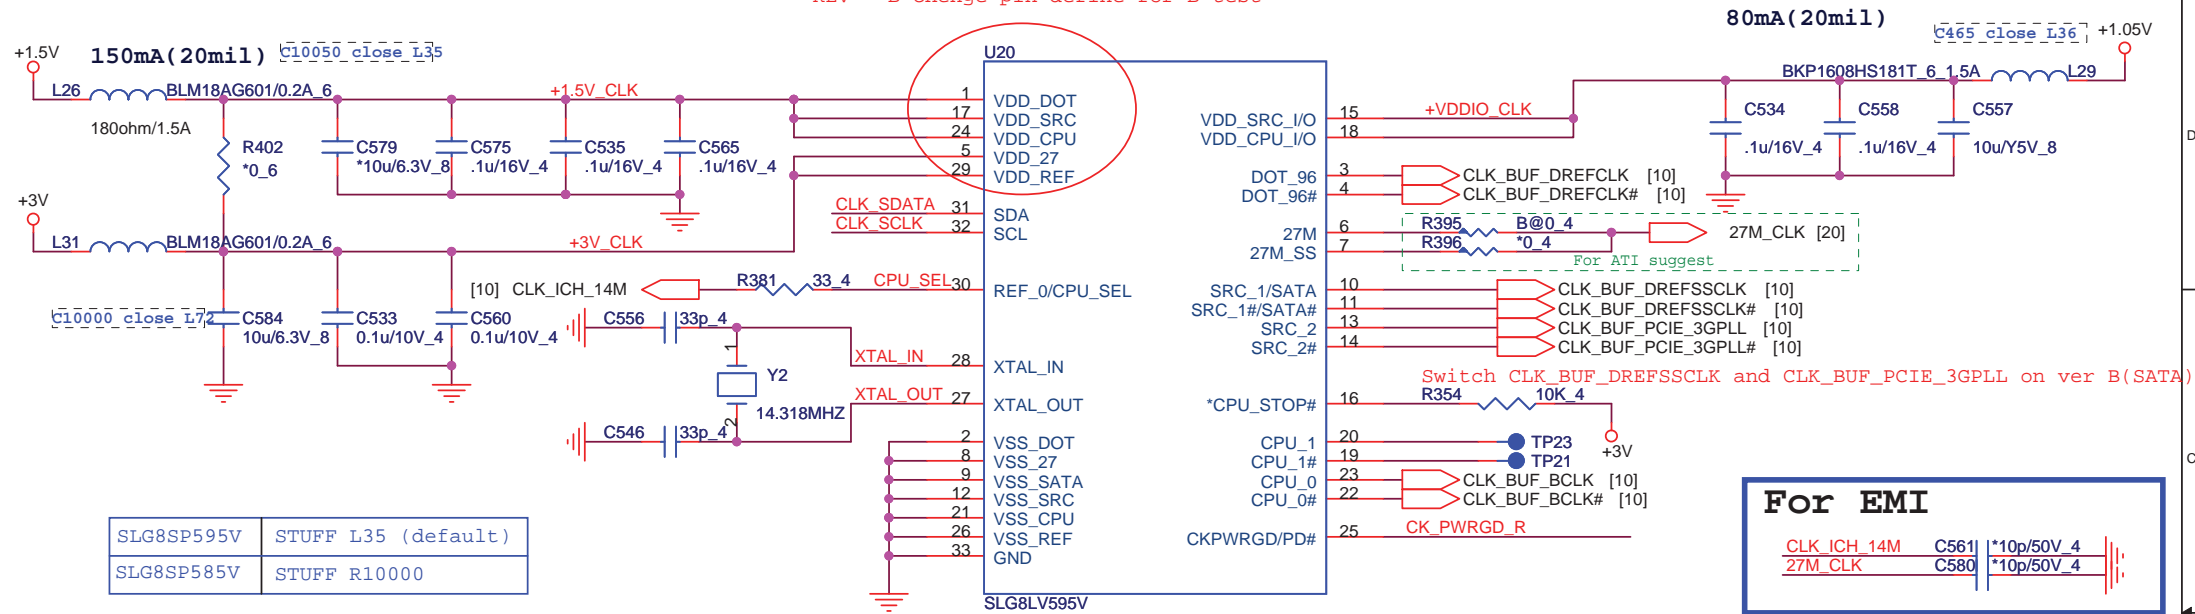 80mA(20mil)
+1.5V
150mA(20mil)
C10050 close L35
C465 close L36
+1.05V
U20
L26
BLM18AG601/0.2A_6
+1.5V_CLK
180ohm/1.5A
BKP1608HS181T_6_1.5A
L29
R402
*0_6
C579
*10u/6.3V_8
C575
.1u/16V_4
C535
.1u/16V_4
C565
.1u/16V_4
1 VDD_DOT
17 VDD_SRC
24 VDD_CPU
5 VDD_27
29 VDD_REF
VDD_SRC_I/O 15
VDD_CPU_I/O 18
+VDDIO_CLK
C534
.1u/16V_4
C558
.1u/16V_4
C557
10u/Y5V_8
D
DOT_96 3 CLK_BUF_DREFCLK [10]
DOT_96# 4 CLK_BUF_DREFCLK# [10]
+3V
CLK_SDATA 31 SDA
CLK_SCLK 32 SCL
L31
BLM18AG601/0.2A_6
+3V_CLK
27M 6 R395 B@0_4
27M_SS 7 R396 *0_4
27M_CLK [20]
For ATI suggest
[10] CLK_ICH_14M
R381 33_4
CPU_SEL 30 REF_0/CPU_SEL
SRC_1/SATA 10 CLK_BUF_DREFSSCLK [10]
SRC_1#/SATA# 11 CLK_BUF_DREFSSCLK# [10]
SRC_2 13 CLK_BUF_PCIE_3GPLL [10]
SRC_2# 14 CLK_BUF_PCIE_3GPLL# [10]
C10000 close L72
C584
10u/6.3V_8
C533
0.1u/10V_4
C560
0.1u/10V_4
C556 33p_4
XTAL_IN 28 XTAL_IN
1
Y2
14.318MHZ
2
XTAL_OUT 27 XTAL_OUT
C546 33p_4
Switch CLK_BUF_DREFSSCLK and CLK_BUF_PCIE_3GPLL on ver B(SATA)
*CPU_STOP# 16 R354 10K_4
+3V
2 VSS_DOT
8 VSS_27
9 VSS_SATA
12 VSS_SRC
21 VSS_CPU
26 VSS_REF
33 GND
CPU_1 20 TP23
CPU_1# 19 TP21
CPU_0 23 CLK_BUF_BCLK [10]
CPU_0# 22 CLK_BUF_BCLK# [10]
CKPWRGD/PD# 25 CK_PWRGD_R
C
SLG8LV595V
SLG8SP595V STUFF L35 (default)
SLG8SP585V STUFF R10000
For EMI
CLK_ICH_14M C561 *10p/50V_4
27M_CLK C580 *10p/50V_4